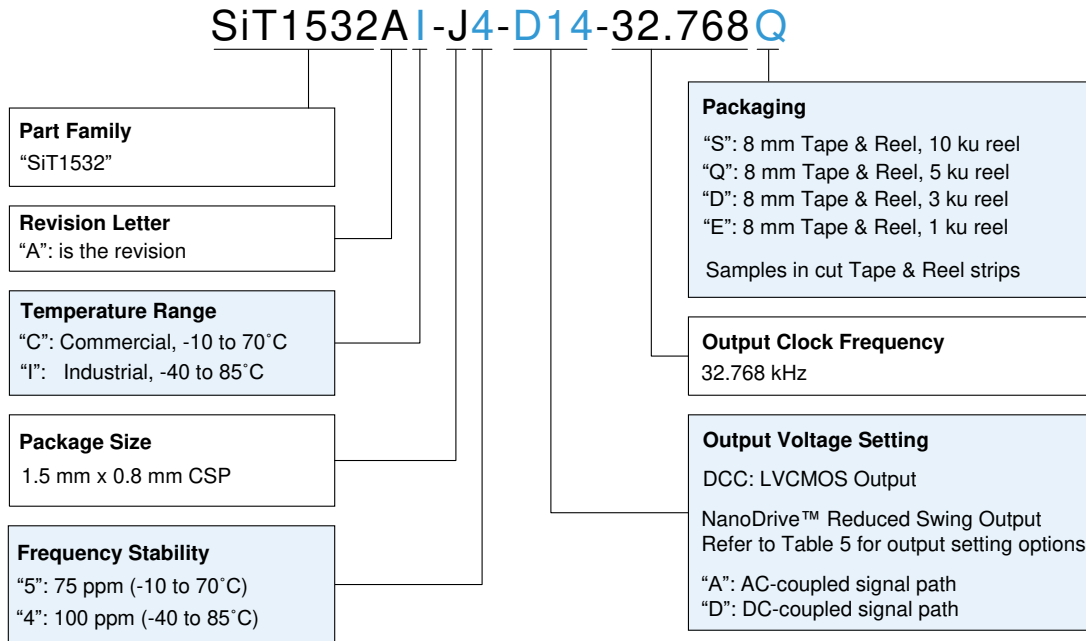 SiT1532AI-J4-D14-32.768Q
Part Family
“SiT1532”
Revision Letter
“A”: is the revision
Temperature Range
“C”: Commercial, -10 to 70˚C
“I”: Industrial, -40 to 85˚C
Package Size
1.5 mm x 0.8 mm CSP
Frequency Stability
“5”: 75 ppm (-10 to 70˚C)
“4”: 100 ppm (-40 to 85˚C)
Packaging
“S”: 8 mm Tape & Reel, 10 ku reel
“Q”: 8 mm Tape & Reel, 5 ku reel
“D”: 8 mm Tape & Reel, 3 ku reel
“E”: 8 mm Tape & Reel, 1 ku reel
Samples in cut Tape & Reel strips
Output Clock Frequency
32.768 kHz
Output Voltage Setting
DCC: LVCMOS Output
NanoDrive™ Reduced Swing Output
Refer to Table 5 for output setting options
“A”: AC-coupled signal path
“D”: DC-coupled signal path